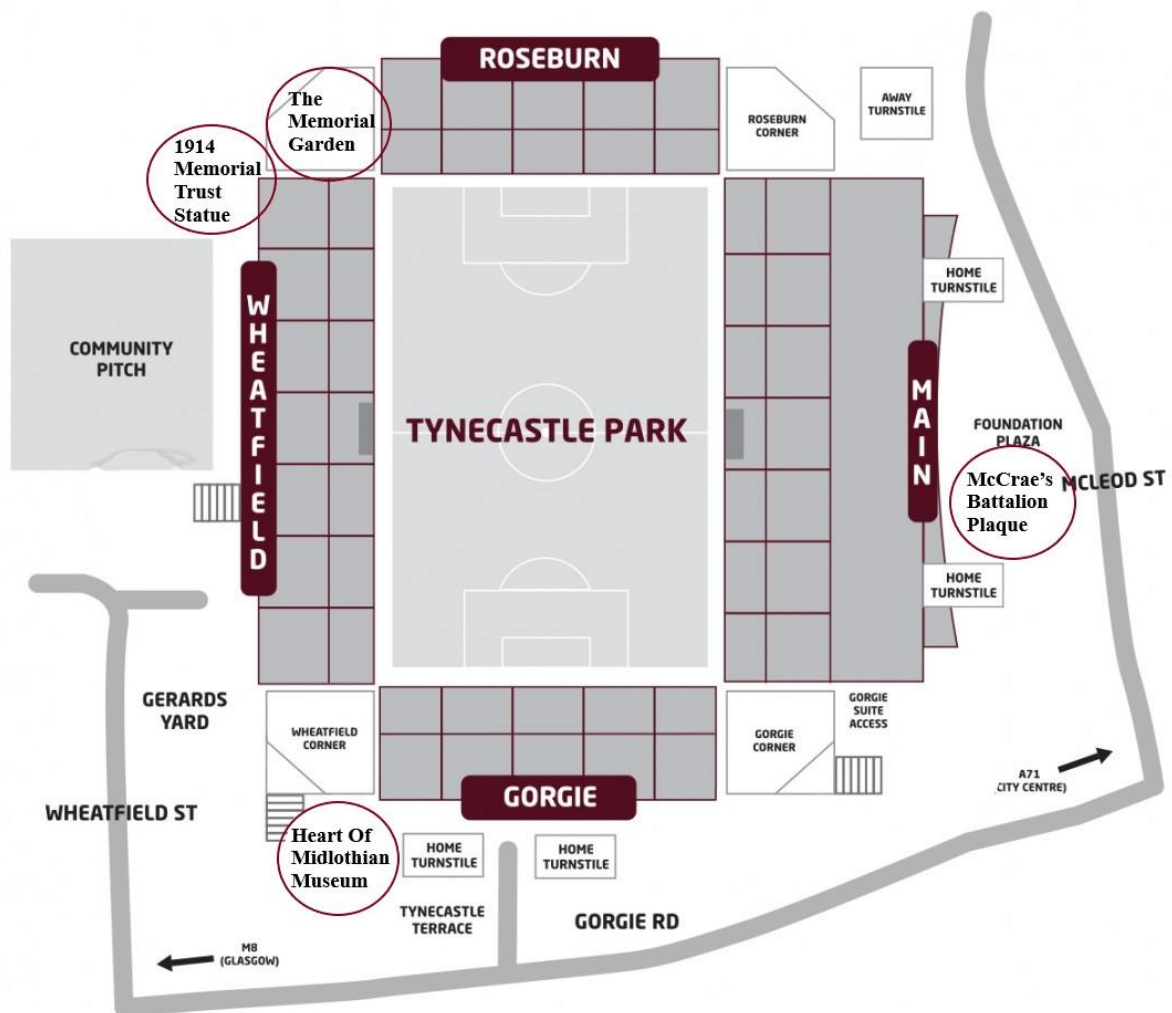 ROSEBURN
The
Memorial
Garden
1914
Memorial
Trust
Statue
ROSEBURN
CORNER
AWAY
TURNSTILE
WHEATFIELD
COMMUNITY
PITCH
TYNECASTLE PARK
HOME
TURNSTILE
MAIN
FOUNDATION
PLAZA
McCrae's
Battalion
Plaque
MCLEOD ST
HOME
TURNSTILE
GERARDS
YARD
WHEATFIELD
CORNER
GORGIE
CORNER
GORGIE
SUITE
ACCESS
A71
CITY CENTRE)
WHEATFIELD ST
GORGIE
Heart Of
Midlothian
Museum
HOME
TURNSTILE
HOME
TURNSTILE
TYNECASTLE
TERRACE
GORGIE RD
M8
(GLASGOW)